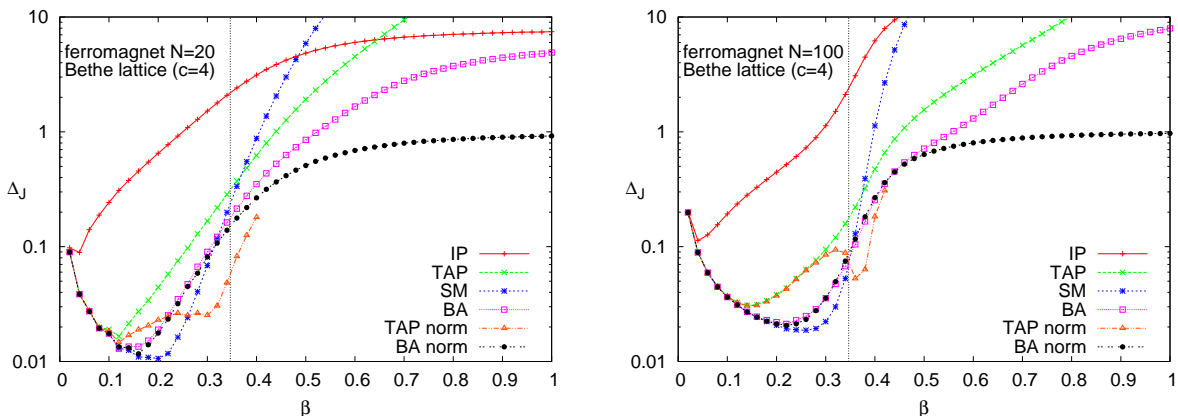 10
1
0.1
0.01
Δ_J
ferromagnet N=20
Bethe lattice (c=4)
IP
TAP
SM
BA
TAP norm
BA norm
0 0.1 0.2 0.3 0.4 0.5 0.6 0.7 0.8 0.9 1
β
10
1
0.1
0.01
Δ_J
ferromagnet N=100
Bethe lattice (c=4)
IP
TAP
SM
BA
TAP norm
BA norm
0 0.1 0.2 0.3 0.4 0.5 0.6 0.7 0.8 0.9 1
β